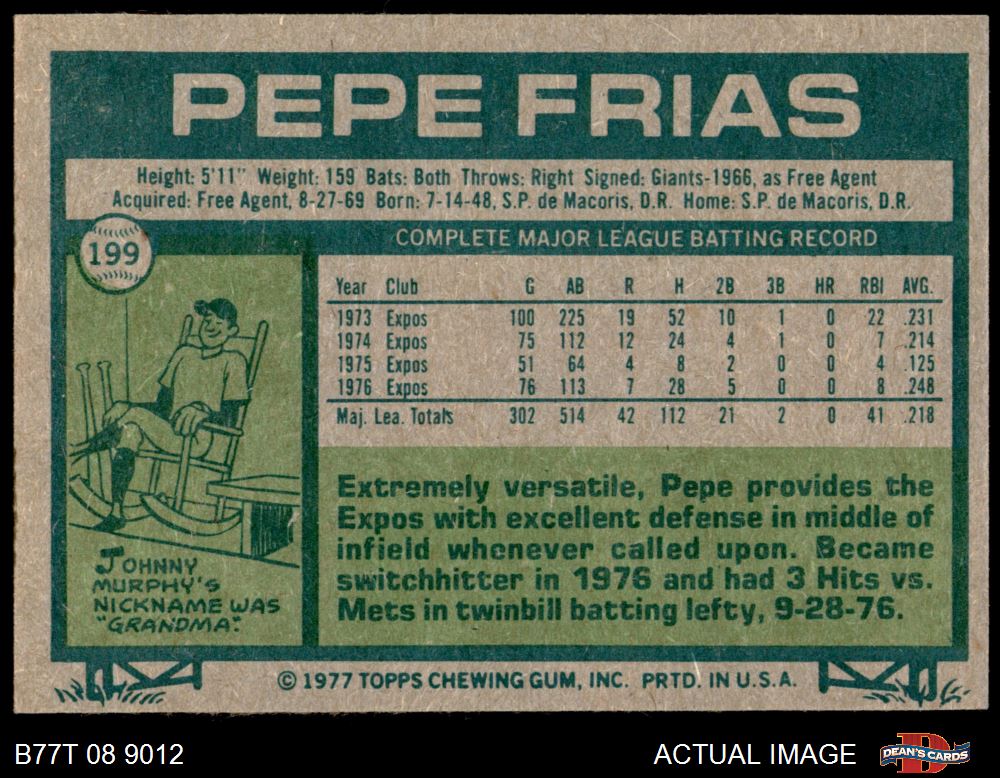 PEPE FRIAS
Height: 5'11" Weight: 159 Bats: Both Throws: Right Signed: Giants-1966, as Free Agent
Acquired: Free Agent, 8-27-69 Born: 7-14-48, S.P. de Macoris, D.R. Home: S.P. de Macoris, D.R.
199
COMPLETE MAJOR LEAGUE BATTING RECORD
Year Club G AB R H 2B 3B HR RBI AVG.
1973 Expos 100 225 19 52 10 1 0 22 .231
1974 Expos 75 112 12 24 4 1 0 7 .214
1975 Expos 51 64 4 8 2 0 0 4 .125
1976 Expos 76 113 7 28 5 0 0 8 .248
Maj. Lea. Totals 302 514 42 112 21 2 0 41 .218
JOHNNY
MURPHY'S
NICKNAME WAS
"GRANDMA."
Extremely versatile, Pepe provides the
Expos with excellent defense in middle of
infield whenever called upon. Became
switchhitter in 1976 and had 3 Hits vs.
Mets in twinbill batting lefty, 9-28-76.
© 1977 TOPPS CHEWING GUM, INC. PRTD. IN U.S.A.
B77T 08 9012
ACTUAL IMAGE
D
DEAN'S CARDS